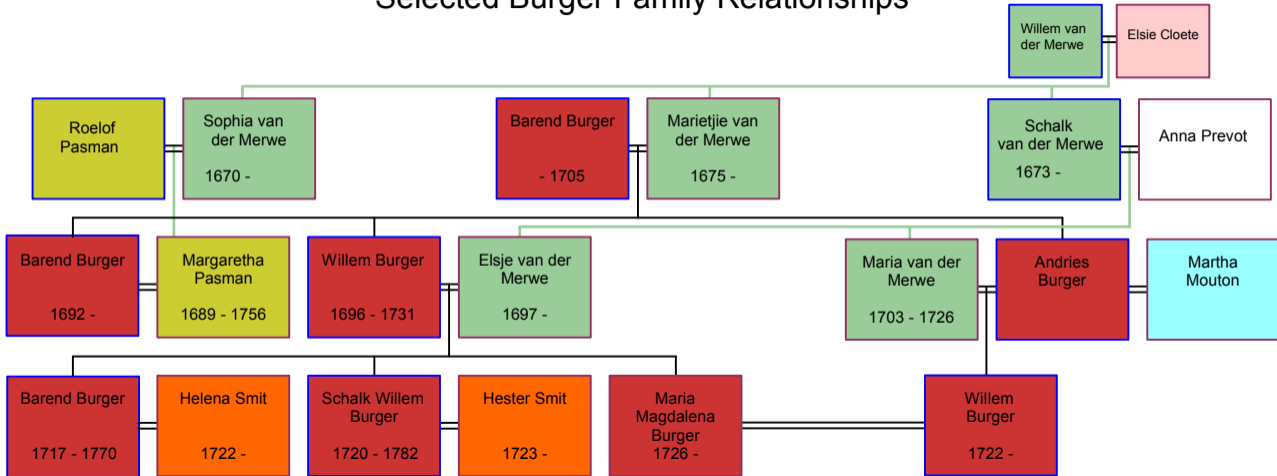 Selected Burger Family Relationships
Willem van
der Merwe
Elsie Cloete
Roelof
Pasman
Sophia van
der Merwe
1670 -
Barend Burger
- 1705
Marietjie van
der Merwe
1675 -
Schalk
van der Merwe
1673 -
Anna Prevot
Barend Burger
1692 -
Margaretha
Pasman
1689 - 1756
Willem Burger
1696 - 1731
Elsje van der
Merwe
1697 -
Maria van der
Merwe
1703 - 1726
Andries
Burger
Martha
Mouton
Barend Burger
1717 - 1770
Helena Smit
1722 -
Schalk Willem
Burger
1720 - 1782
Hester Smit
1723 -
Maria
Magdalena
Burger
1726 -
Willem
Burger
1722 -